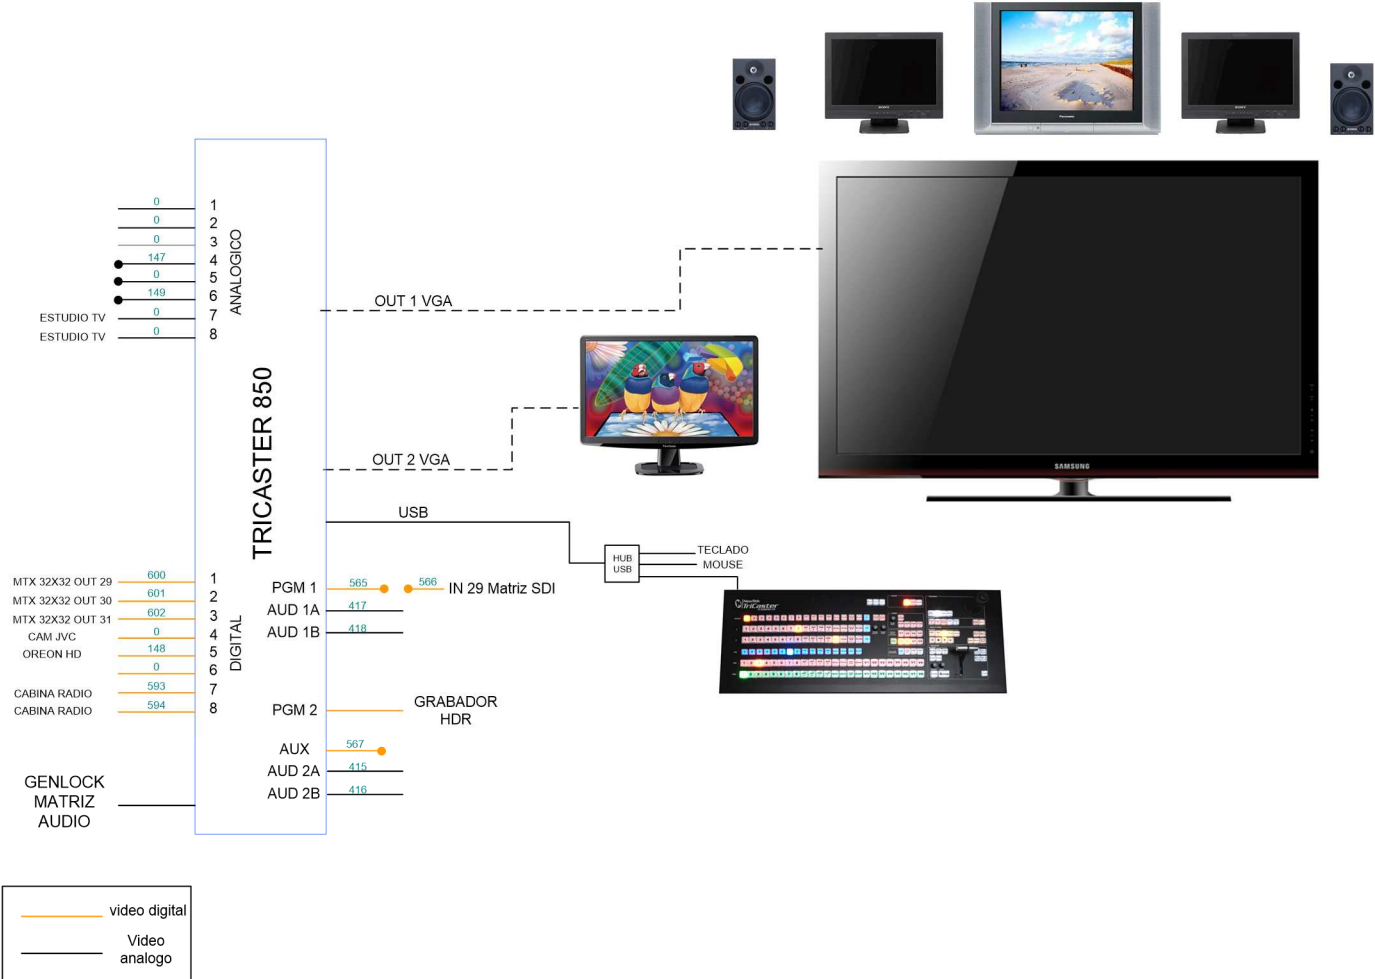 0
1
0
2
0
3
147
4
0
5
149
6
ESTUDIO TV
0
7
ESTUDIO TV
0
8
ANALOGICO
TRICASTER 850
OUT 1 VGA
OUT 2 VGA
USB
HUB
USB
TECLADO
MOUSE
SAMSUNG
SONY
Panasonic
SONY
ViewSonic
TriCaster
MTX 32X32 OUT 29
600
1
MTX 32X32 OUT 30
601
2
MTX 32X32 OUT 31
602
3
CAM JVC
0
4
OREON HD
148
5
0
6
CABINA RADIO
593
7
CABINA RADIO
594
8
DIGITAL
PGM 1
565
566
IN 29 Matriz SDI
AUD 1A
417
AUD 1B
418
PGM 2
GRABADOR
HDR
AUX
567
AUD 2A
415
AUD 2B
416
GENLOCK
MATRIZ
AUDIO
video digital
Video
analogo